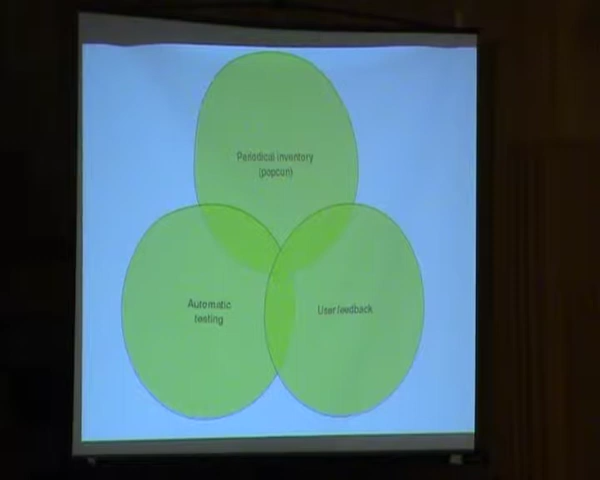 Periodical inventory
(popcon)
Automatic
testing
User feedback